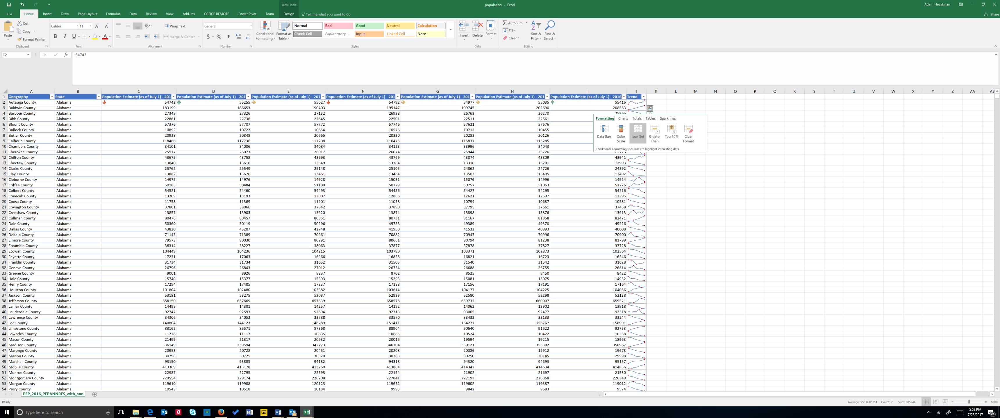 Table Tools
population - Excel
Adam Hecktman
File Home Insert Draw Page Layout Formulas Data Review View Add-ins OFFICE REMOTE Power Pivot Team Design Tell me what you want to do Share
Cut
Copy
Format Painter
Paste
Calibri 11
B I U
Wrap Text
Merge & Center
General
$ % ,
Conditional Formatting
Format as Table
Normal Bad Good Neutral Calculation
Check Cell Explanatory ... Input Linked Cell Note
Insert Delete Format
AutoSum
Fill
Clear
Sort & Filter
Find & Select
Clipboard Font Alignment Number Styles Cells Editing
C2 fx 54742
A B C D E F G H I J K L M N O P Q R S T U V W X Y Z AA AB
1 Geography State Population Estimate (as of July 1) - 201 Population Estimate (as of July 1) - 201 Population Estimate (as of July 1) - 201 Population Estimate (as of July 1) - 201 Population Estimate (as of July 1) - 201 Population Estimate (as of July 1) - 201 Population Estimate (as of July 1) - 2016 Trend
2 Autauga County Alabama 54742 55255 55027 54792 54977 55035 55416
3 Baldwin County Alabama 183199 186653 190403 195147 199745 203690 208563
4 Barbour County Alabama 27348 27326 27132 26938 26763 26270 25965
5 Bibb County Alabama 22861 22736 22645 22501 22511 22561
6 Blount County Alabama 57376 57707 57772 57746 57621 57676
7 Bullock County Alabama 10892 10722 10654 10576 10712 10455
8 Butler County Alabama 20938 20848 20665 20330 20283 20126
9 Calhoun County Alabama 118468 117736 117208 116475 115837 115285
10 Chambers County Alabama 34101 34006 34084 34123 33996 34043
11 Cherokee County Alabama 25977 26073 26017 26074 25944 25726
12 Chilton County Alabama 43675 43758 43693 43769 43874 43809 43941
13 Choctaw County Alabama 13840 13610 13549 13384 13310 13201 12993
14 Clarke County Alabama 25762 25549 25148 25105 24862 24726 24392
15 Clay County Alabama 13882 13676 13461 13464 13503 13495 13492
16 Cleburne County Alabama 14975 14976 14928 15031 15076 14996 14924
17 Coffee County Alabama 50183 50484 51180 50729 50757 51063 51226
18 Colbert County Alabama 54521 54460 54493 54456 54427 54295 54216
19 Conecuh County Alabama 13209 13193 13007 12866 12621 12597 12395
20 Coosa County Alabama 11758 11369 11201 11058 10794 10687 10581
21 Covington County Alabama 37801 38066 37842 37890 37795 37661 37458
22 Crenshaw County Alabama 13857 13903 13920 13874 13898 13876 13913
23 Cullman County Alabama 80476 80457 80351 80731 81167 81858 82471
24 Dale County Alabama 50360 50119 50296 49753 49389 49370 49226
25 Dallas County Alabama 43820 43207 42748 41950 41532 40893 40008
26 DeKalb County Alabama 71143 71389 70961 70882 70947 70996 70900
27 Elmore County Alabama 79573 80030 80291 80661 80794 81238 81799
28 Escambia County Alabama 38314 38227 38063 37877 37878 37827 37728
29 Etowah County Alabama 104449 104236 104215 103790 103371 102873 102564
30 Fayette County Alabama 17231 17063 16966 16858 16821 16723 16546
31 Franklin County Alabama 31734 31734 31652 31505 31540 31542 31628
32 Geneva County Alabama 26796 26843 27012 26754 26688 26755 26614
33 Greene County Alabama 9001 8926 8837 8702 8525 8450 8422
34 Hale County Alabama 15740 15377 15393 15293 15081 15075 14952
35 Henry County Alabama 17294 17405 17237 17188 17156 17191 17164
36 Houston County Alabama 101804 102480 103382 103614 104177 104225 104056
37 Jackson County Alabama 53181 53275 53087 52939 52580 52298 52138
38 Jefferson County Alabama 658150 657669 657639 658578 659733 660007 659521
39 Lamar County Alabama 14495 14301 14257 14192 14062 13902 13918
40 Lauderdale County Alabama 92747 92593 92694 92713 93005 92477 92318
41 Lawrence County Alabama 34306 34052 33788 33570 33432 33133 33244
42 Lee County Alabama 140804 144123 148289 151411 154277 156767 158991
43 Limestone County Alabama 83162 85571 87368 88904 90640 91622 92753
44 Lowndes County Alabama 11278 11117 10835 10685 10524 10422 10358
45 Macon County Alabama 21499 21317 20632 20016 19594 19215 18963
46 Madison County Alabama 336149 339594 342773 346704 350121 353302 356967
47 Marengo County Alabama 20953 20728 20451 20208 20086 19912 19673
48 Marion County Alabama 30798 30725 30520 30283 30250 30145 29998
49 Marshall County Alabama 93150 93885 94182 94318 94320 94693 95157
50 Mobile County Alabama 413369 413178 413760 413884 414342 414634 414836
51 Monroe County Alabama 22987 22795 22593 22154 21902 21697 21530
52 Montgomery County Alabama 229554 229174 228708 227841 227193 226868 226349
53 Morgan County Alabama 119610 119988 120123 119652 119602 119387 119012
54 Perry County Alabama 10543 10518 10184 9995 9842 9683 9574
Formatting Charts Totals Tables Sparklines
Data Bars
Color Scale
Icon Set
Greater Than
Top 10%
Clear Format
Conditional Formatting uses rules to highlight interesting data.
PEP_2016_PEPANNRES_with_ann
Ready
Average: 55034.85714 Count: 7 Sum: 385244 100%
Type here to search
5:52 PM
7/23/2017
24